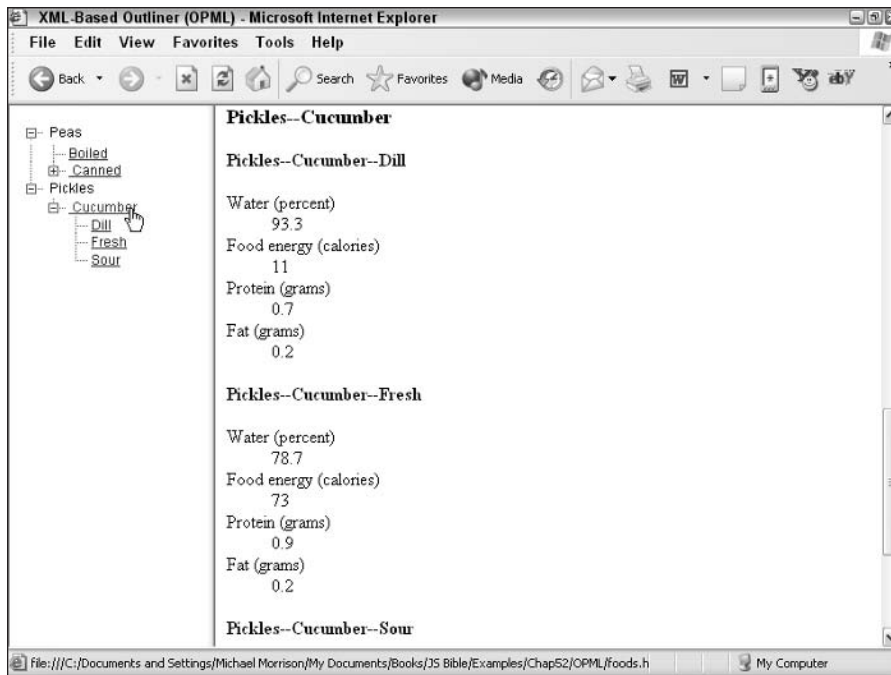 XML-Based Outliner (OPML) - Microsoft Internet Explorer
File Edit View Favorites Tools Help
Back Search Favorites Media
Peas
Boiled
Canned
Pickles
Cucumber
Dill
Fresh
Sour
Pickles--Cucumber
Pickles--Cucumber--Dill
Water (percent)
93.3
Food energy (calories)
11
Protein (grams)
0.7
Fat (grams)
0.2
Pickles--Cucumber--Fresh
Water (percent)
78.7
Food energy (calories)
73
Protein (grams)
0.9
Fat (grams)
0.2
Pickles--Cucumber--Sour
file:///C:/Documents and Settings/Michael Morrison/My Documents/Books/JS Bible/Examples/Chap52/OPML/foods.h
My Computer